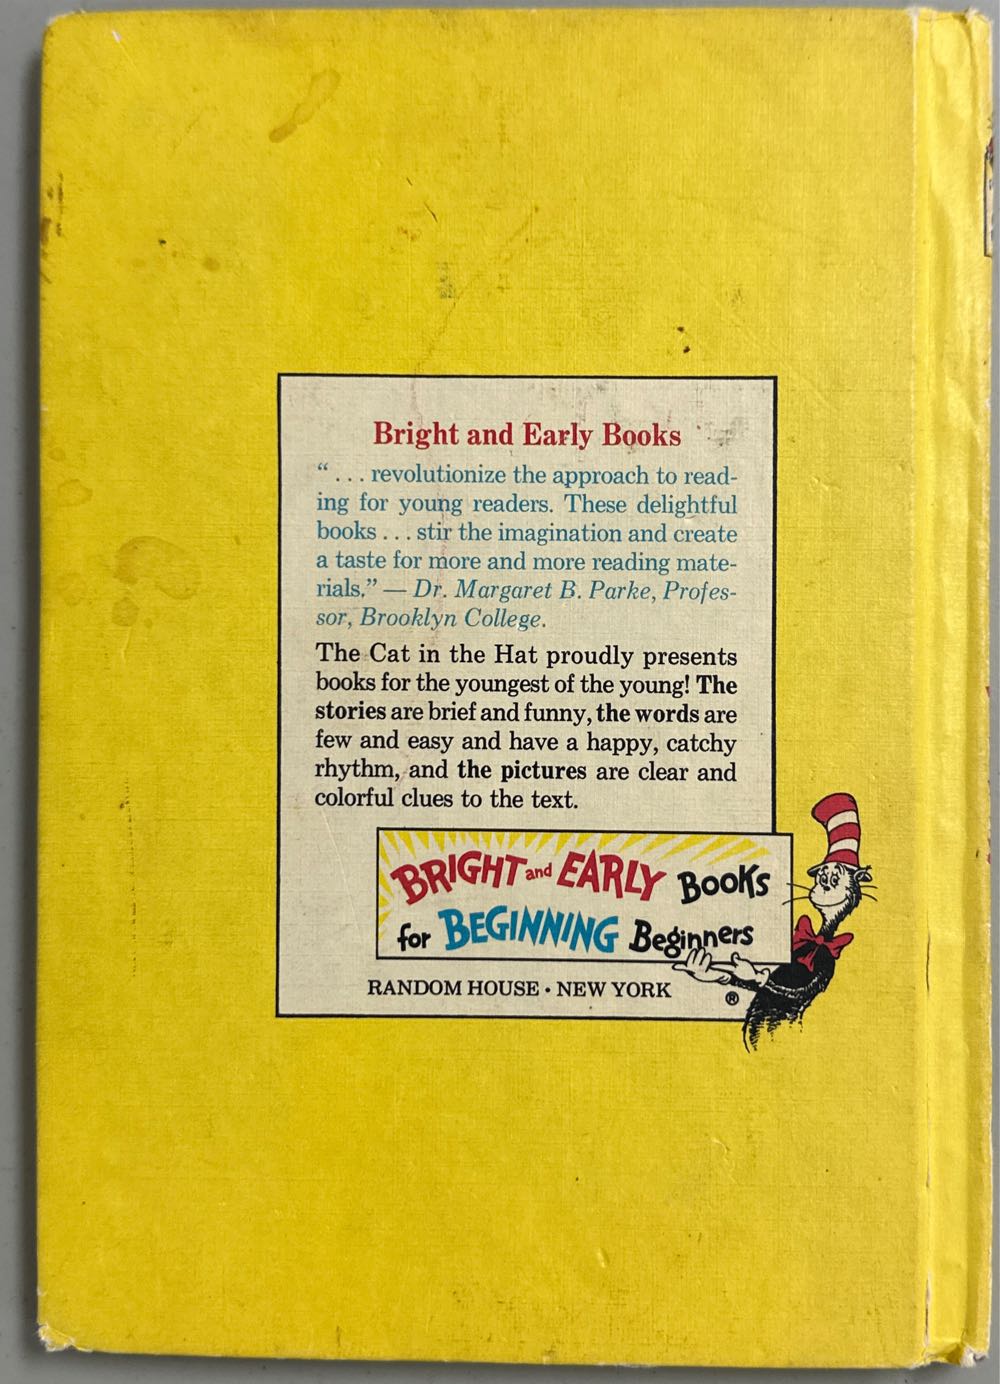 Bright and Early Books
“ . . . revolutionize the approach to read-
ing for young readers. These delightful
books . . . stir the imagination and create
a taste for more and more reading mate-
rials.” — Dr. Margaret B. Parke, Profes-
sor, Brooklyn College.
The Cat in the Hat proudly presents
books for the youngest of the young! The
stories are brief and funny, the words are
few and easy and have a happy, catchy
rhythm, and the pictures are clear and
colorful clues to the text.
BRIGHT and EARLY BOOKS
for BEGINNING Beginners
RANDOM HOUSE • NEW YORK
®